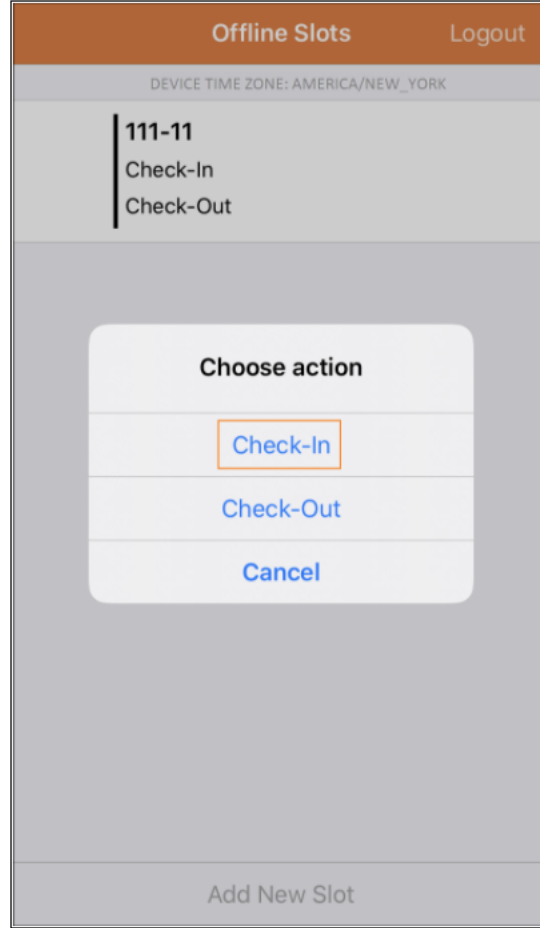 Offline Slots Logout
DEVICE TIME ZONE: AMERICA/NEW_YORK
111-11
Check-In
Check-Out
Choose action
Check-In
Check-Out
Cancel
Add New Slot